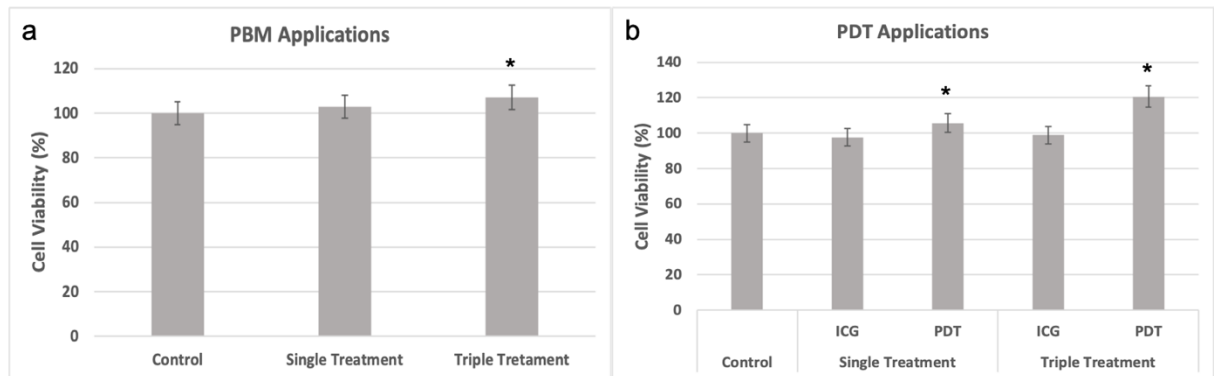 a
PBM Applications
*
120
100
80
60
40
20
0
Cell Viability (%)
Control Single Treatment Triple Tretament
b
PDT Applications
*
*
140
120
100
80
60
40
20
0
Cell Viability (%)
ICG PDT ICG PDT
Control Single Treatment Triple Treatment